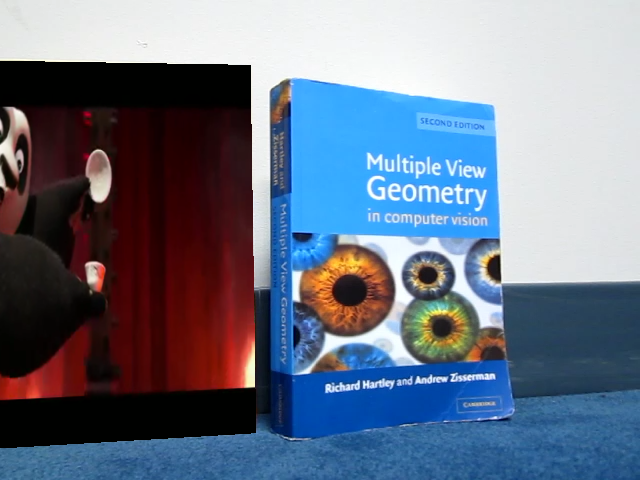 SECOND EDITION
Multiple View
Geometry
in computer vision
Richard Hartley and Andrew Zisserman
CAMBRIDGE
Hartley and
Zisserman
Multiple View Geometry